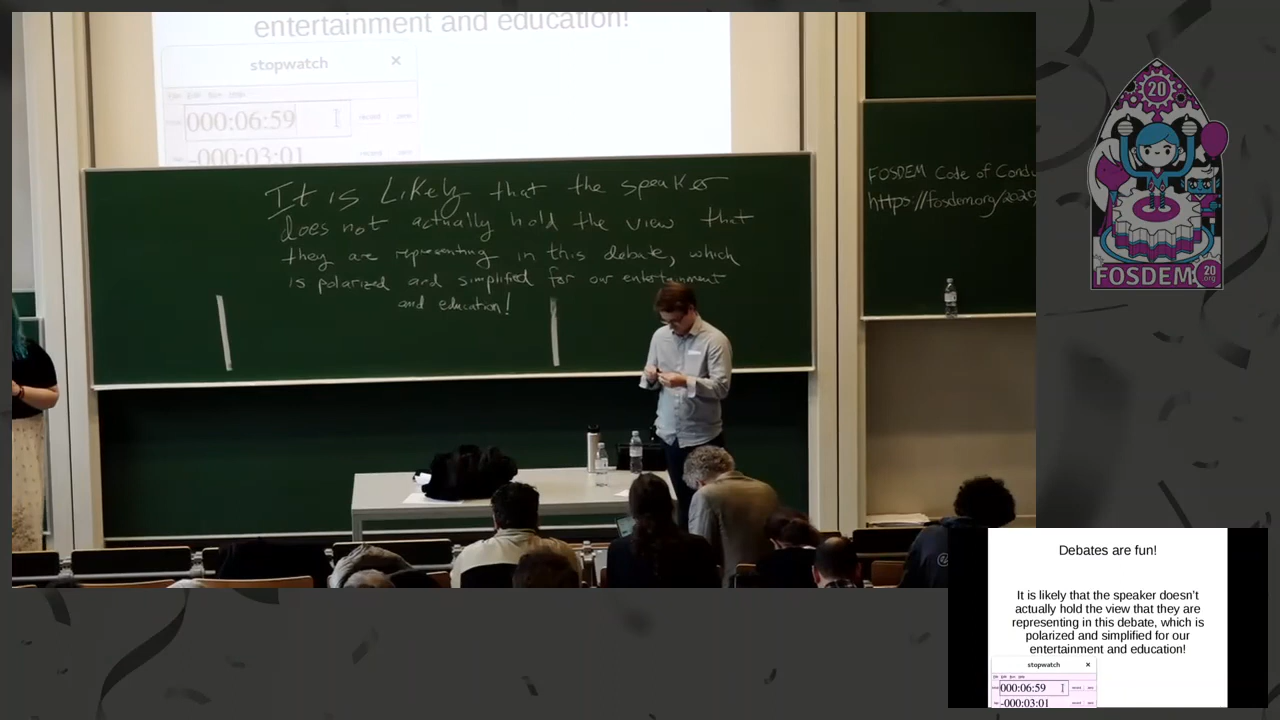 entertainment and education!
stopwatch
000:06:59
-000:03:01
It is Likely that the speaker
does not actually hold the view that
they are representing in this debate, which
is polarized and simplified for our entertainment
and education!
FOSDEM Code of Condu
https://fosdem.org/2020/
20
FOSDEM
20
.org
Debates are fun!
It is likely that the speaker doesn't
actually hold the view that they are
representing in this debate, which is
polarized and simplified for our
entertainment and education!
stopwatch
000:06:59
-000:03:01